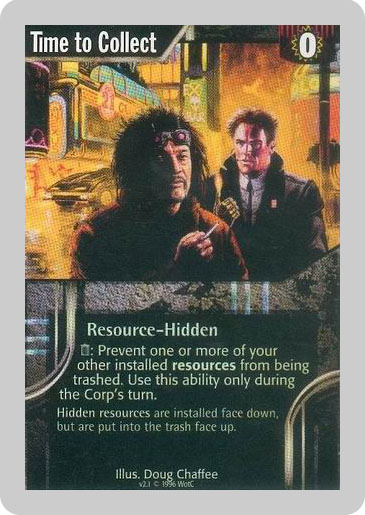 Time to Collect
0
Resource-Hidden
: Prevent one or more of your
other installed resources from being
trashed. Use this ability only during
the Corp's turn.
Hidden resources are installed face down,
but are put into the trash face up.
Illus. Doug Chaffee
v2.1 © 1996 WotC